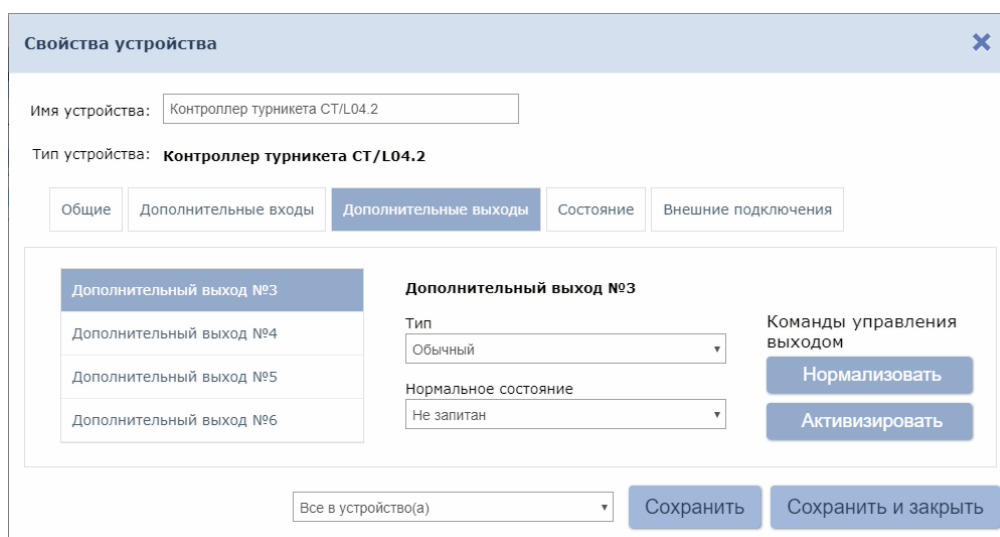 Свойства устройства
Имя устройства: Контроллер турникета CT/L04.2
Тип устройства: Контроллер турникета CT/L04.2
Общие Дополнительные входы Дополнительные выходы Состояние Внешние подключения
Дополнительный выход №3
Дополнительный выход №4
Дополнительный выход №5
Дополнительный выход №6
Дополнительный выход №3
Тип
Обычный
Нормальное состояние
Не запитан
Команды управления
выходом
Нормализовать
Активизировать
Все в устройство(а) Сохранить Сохранить и закрыть